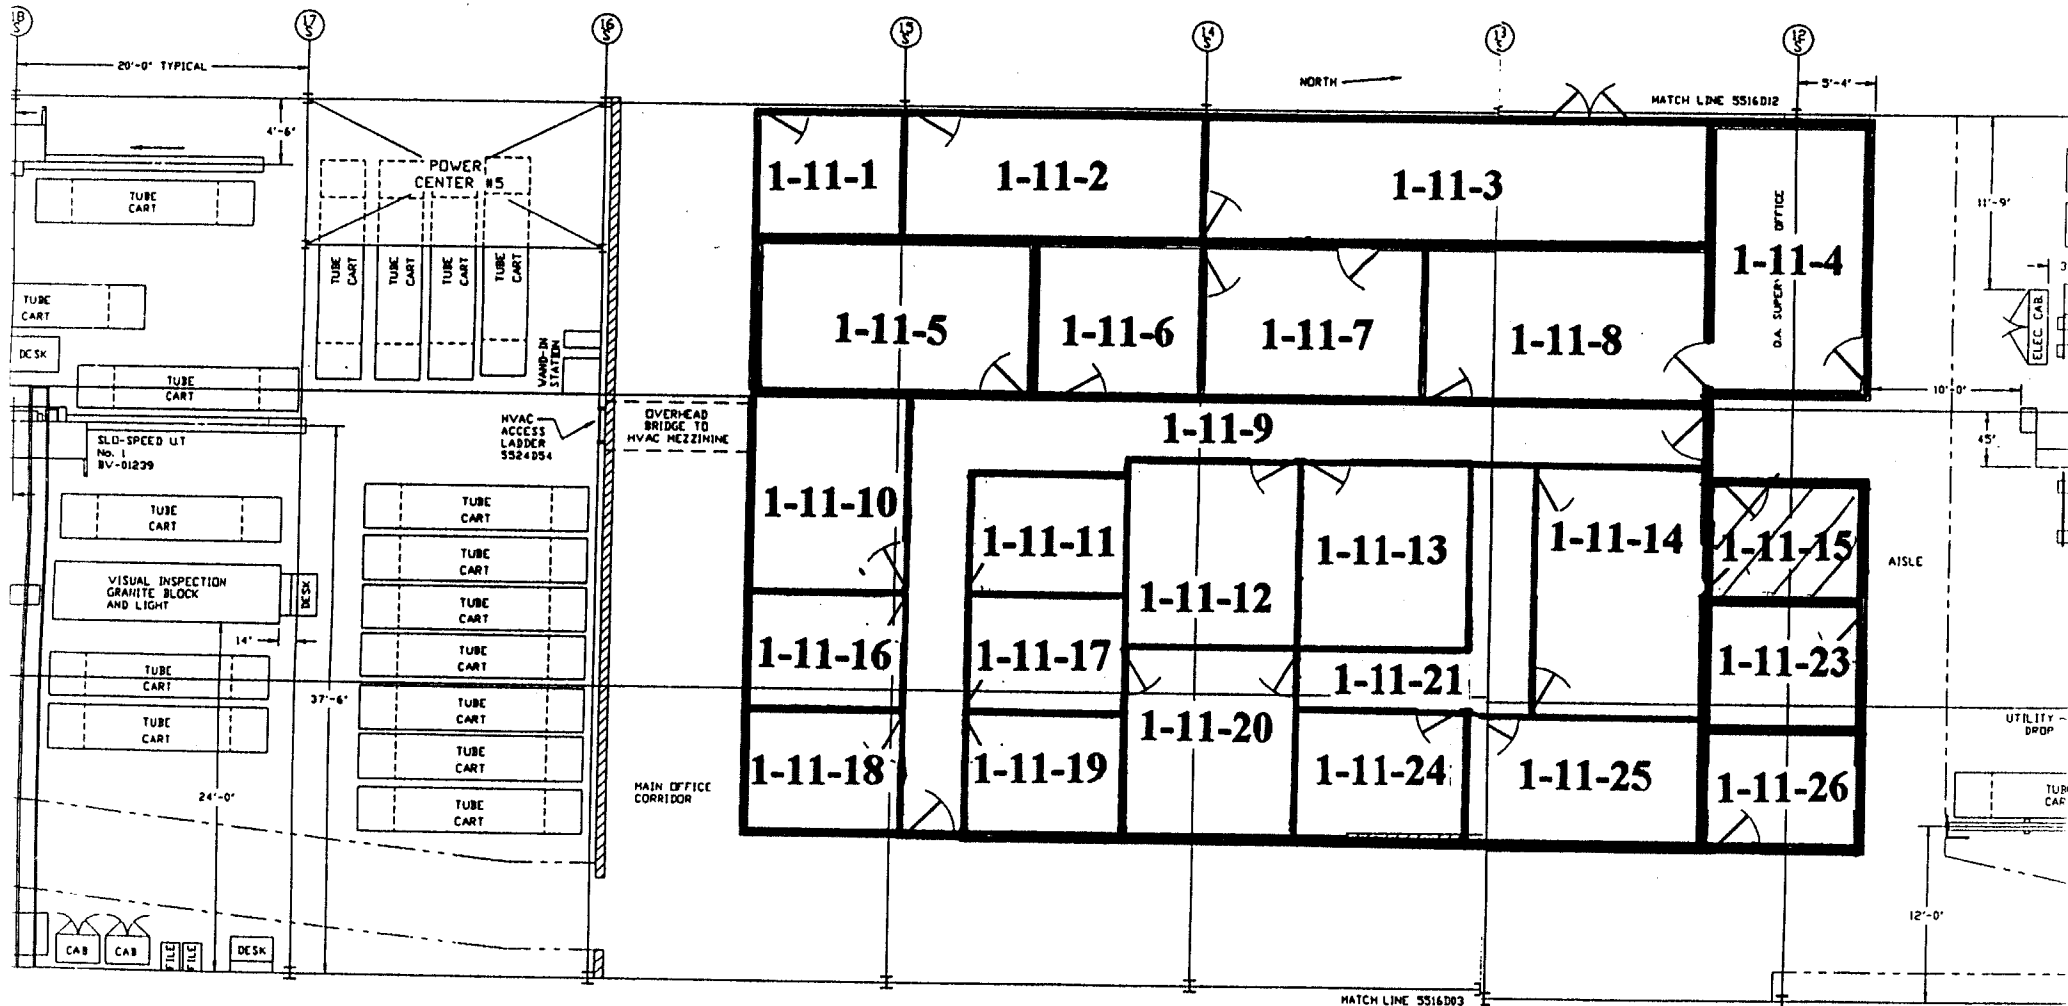 18 S
17 S
16 S
15 S
14 S
13 S
12 S
20'-0" TYPICAL
NORTH
MATCH LINE 5516D12
5'-4"
4'-6"
POWER
CENTER #5
TUBE
CART
TUBE
CART
TUBE
CART
TUBE
CART
TUBE
CART
1-11-1
1-11-2
1-11-3
D.A. SUPER' OFFICE
1-11-4
11'-9"
3
ELEC. CAB.
TUBE
CART
DESK
TUBE
CART
WAND-IN
STATION
1-11-5
1-11-6
1-11-7
1-11-8
10'-0"
45"
HVAC
ACCESS
LADDER
5524D54
OVERHEAD
BRIDGE TO
HVAC MEZZININE
1-11-9
SLO-SPEED UT
No. 1
BV-01239
TUBE
CART
TUBE
CART
TUBE
CART
TUBE
CART
TUBE
CART
TUBE
CART
TUBE
CART
TUBE
CART
1-11-10
1-11-11
1-11-12
1-11-13
1-11-14
1-11-15
AISLE
VISUAL INSPECTION
GRANITE BLOCK
AND LIGHT
DESK
14"
1-11-16
1-11-17
1-11-21
1-11-23
TUBE
CART
TUBE
CART
37'-6"
UTILITY
DROP
1-11-18
1-11-19
1-11-20
1-11-24
1-11-25
1-11-26
MAIN OFFICE
CORRIDOR
24'-0"
TUB
CAR
12'-0"
CAB
CAB
FILE
FILE
DESK
MATCH LINE 5516D03